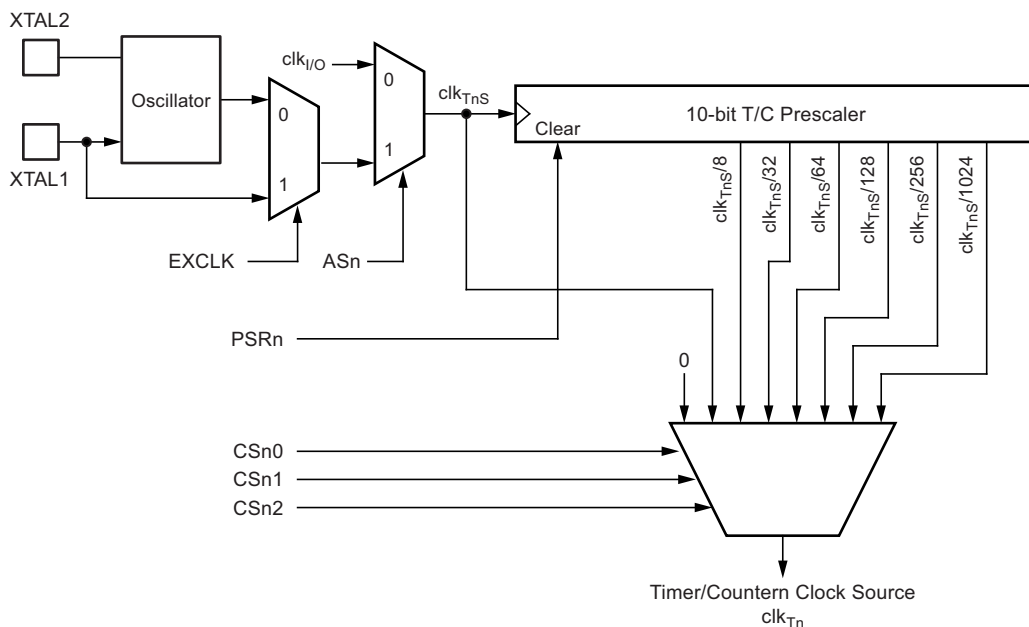 XTAL2
XTAL1
Oscillator
0
1
EXCLK
clkI/O
0
1
ASn
clkTnS
10-bit T/C Prescaler
Clear
clkTnS/8
clkTnS/32
clkTnS/64
clkTnS/128
clkTnS/256
clkTnS/1024
PSRn
0
CSn0
CSn1
CSn2
Timer/Countern Clock Source
clkTn